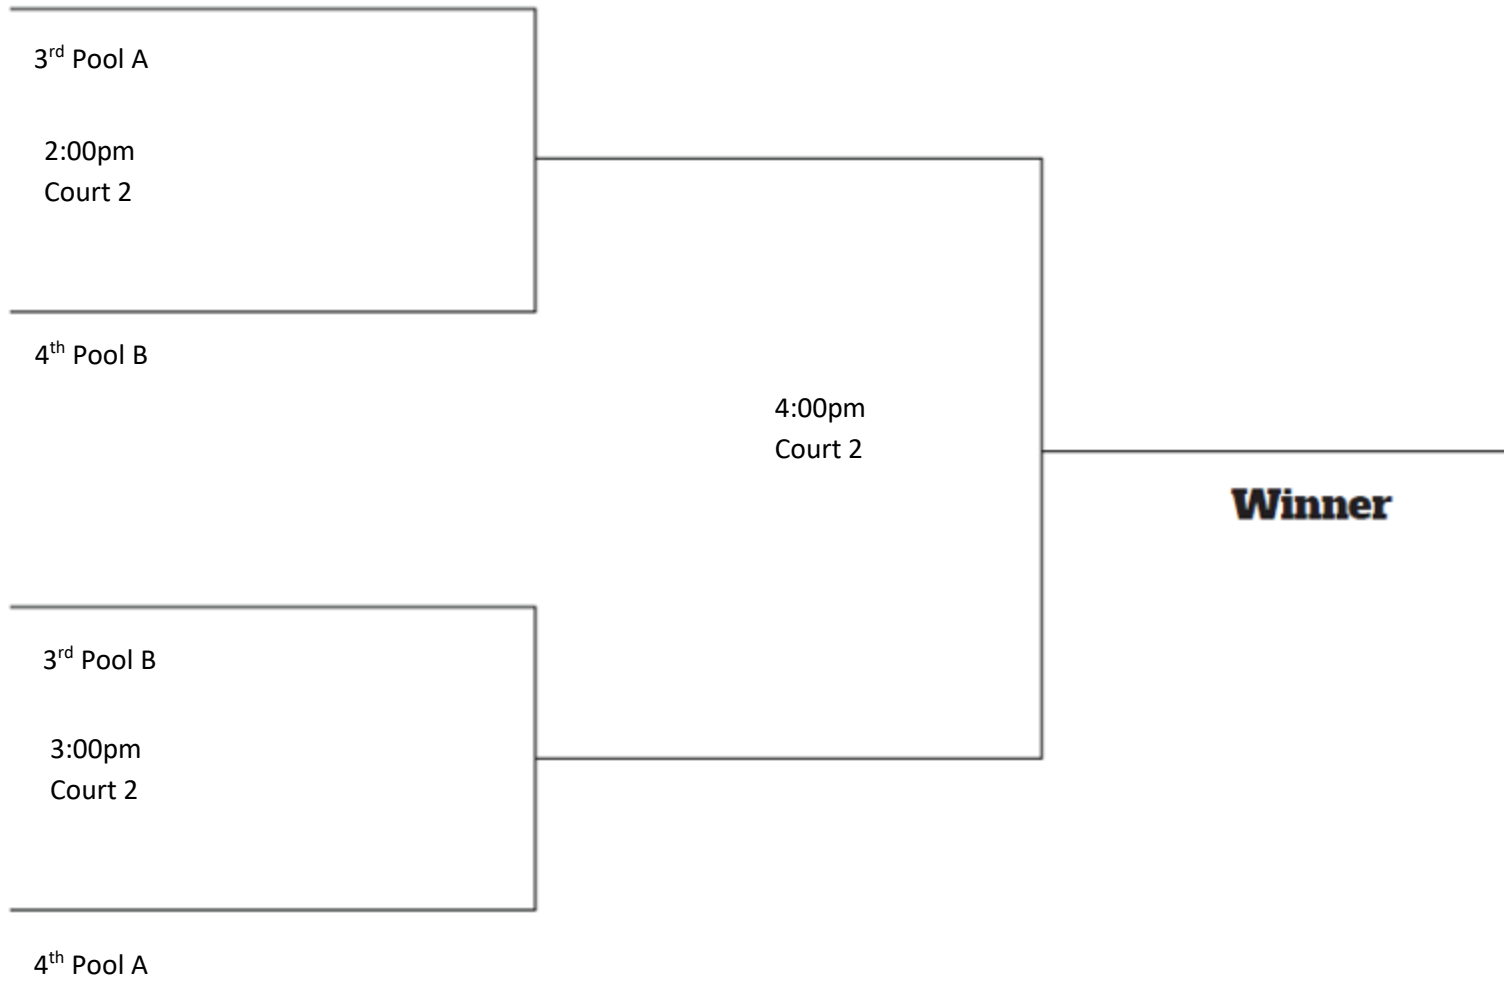 3rd Pool A
2:00pm
Court 2
4th Pool B
4:00pm
Court 2
Winner
3rd Pool B
3:00pm
Court 2
4th Pool A